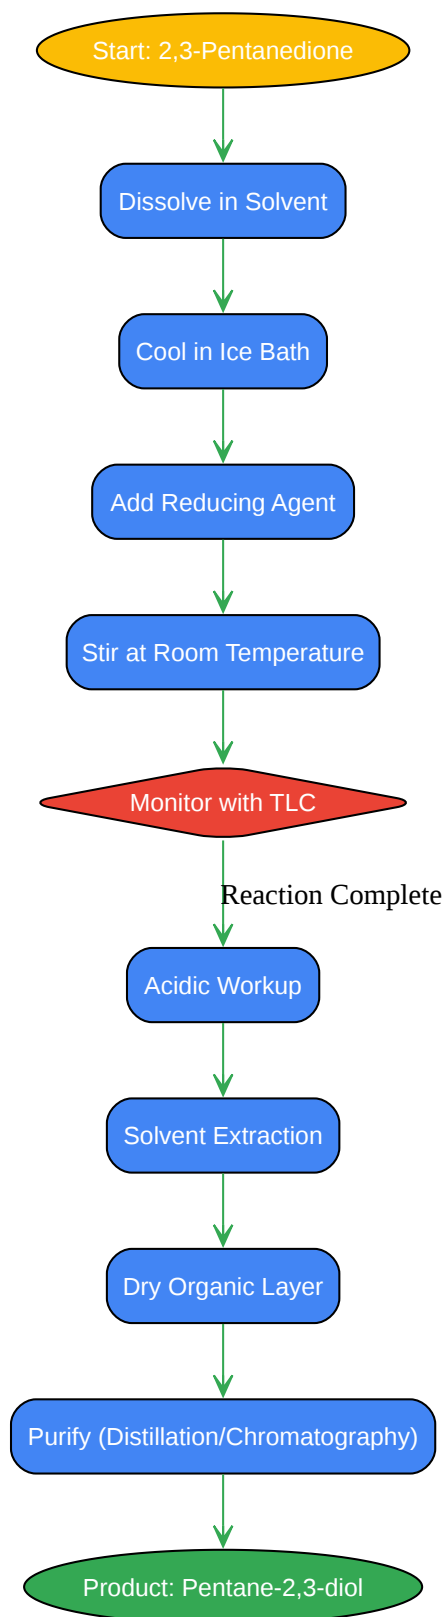 Start: 2,3-Pentanedione
Dissolve in Solvent
Cool in Ice Bath
Add Reducing Agent
Stir at Room Temperature
Monitor with TLC
Reaction Complete
Acidic Workup
Solvent Extraction
Dry Organic Layer
Purify (Distillation/Chromatography)
Product: Pentane-2,3-diol